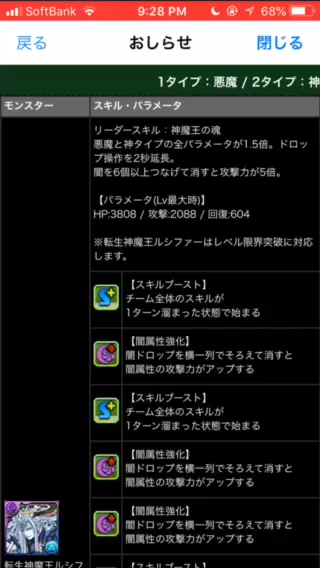 SoftBank 9:28 PM 68%
戻る おしらせ 閉じる
1タイプ：悪魔 / 2タイプ：神
モンスター スキル・パラメータ
リーダースキル：神魔王の魂
悪魔と神タイプの全パラメータが1.5倍。ドロッ
プ操作を2秒延長。
闇を6個以上つなげて消すと攻撃力が5倍。
【パラメータ(Lv最大時)】
HP:3808 / 攻撃:2088 / 回復:604
※転生神魔王ルシファーはレベル限界突破に対応
します。
【スキルブースト】
チーム全体のスキルが
1ターン溜まった状態で始まる
【闇属性強化】
闇ドロップを横一列でそろえて消すと
闇属性の攻撃力がアップする
【スキルブースト】
チーム全体のスキルが
1ターン溜まった状態で始まる
【闇属性強化】
闇ドロップを横一列でそろえて消すと
闇属性の攻撃力がアップする
【闇属性強化】
闇ドロップを横一列でそろえて消すと
闇属性の攻撃力がアップする
転生神魔王ルシフ
【スキルブースト】